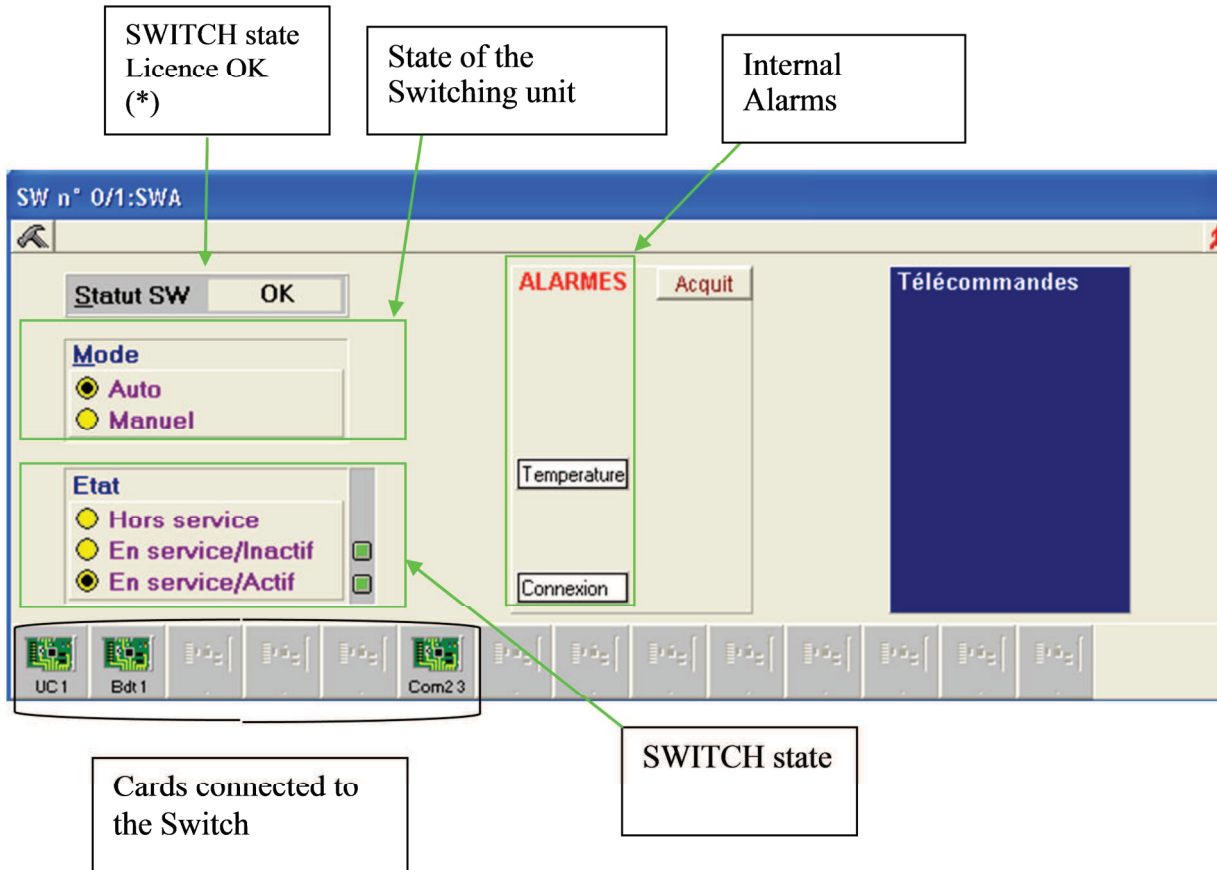 SWITCH state
Licence OK
(*)
State of the
Switching unit
Internal
Alarms
SW n° 0/1:SWA
Statut SW OK
ALARMES Acquit
Télécommandes
Mode
Auto
Manuel
Temperature
Etat
Hors service
En service/Inactif
En service/Actif
Connexion
UC 1 Bdt 1 Com2 3
SWITCH state
Cards connected to
the Switch